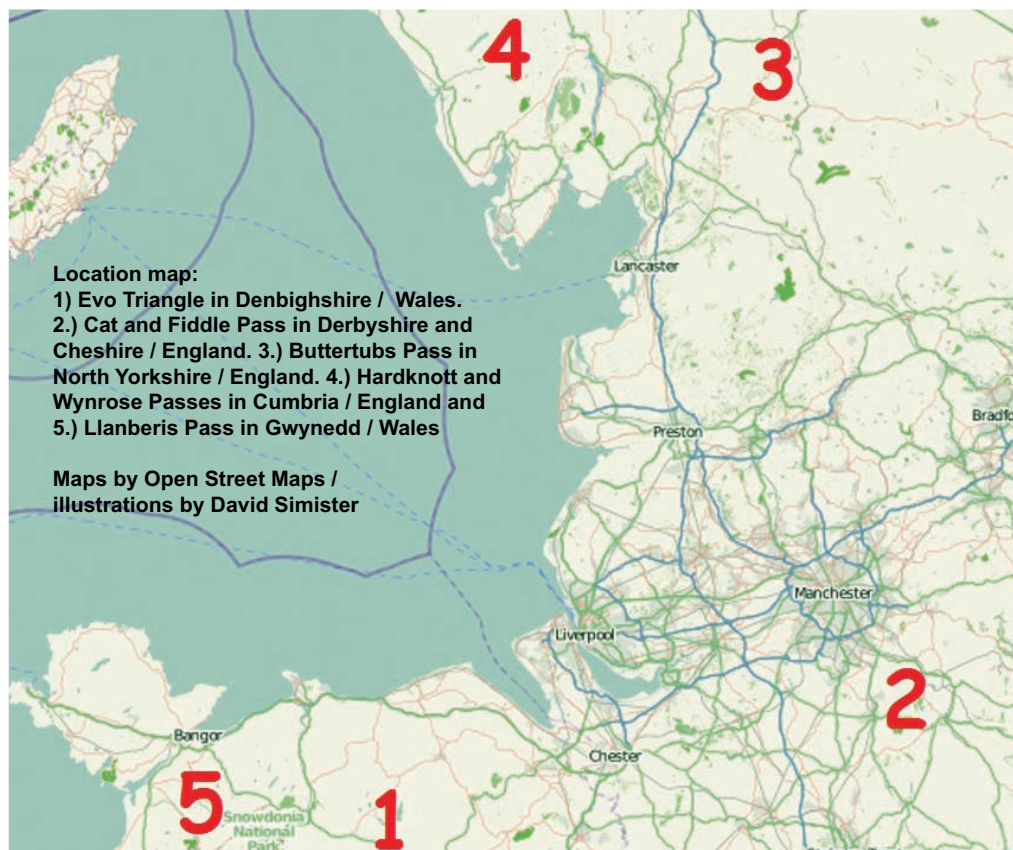 4
3
Location map:
1) Evo Triangle in Denbighshire / Wales.
2.) Cat and Fiddle Pass in Derbyshire and
Cheshire / England. 3.) Buttertubs Pass in
North Yorkshire / England. 4.) Hardknott and
Wynrose Passes in Cumbria / England and
5.) Llanberis Pass in Gwynedd / Wales
Maps by Open Street Maps /
illustrations by David Simister
Lancaster
Preston
Bradfo
Manchester
Liverpool
2
Bangor
Chester
5
1
Snowdonia
National
Park